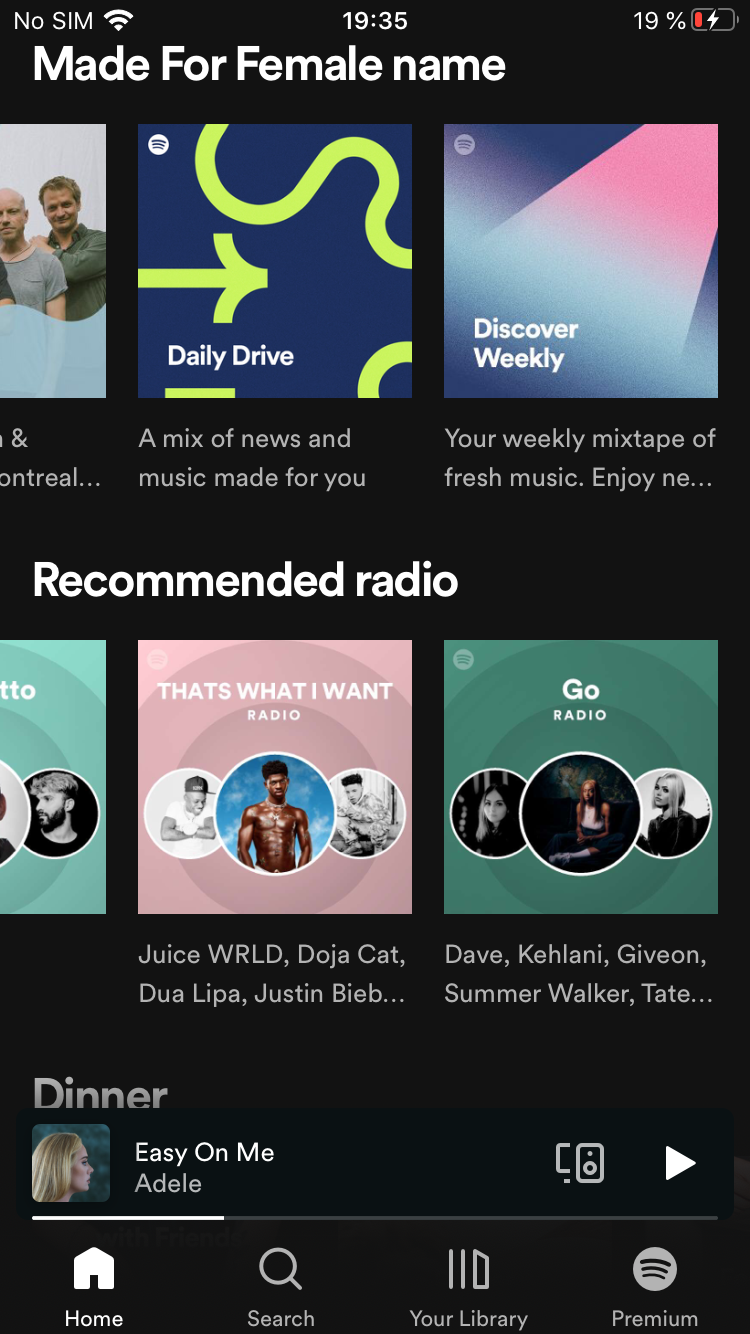 No SIM 19:35 19 %
Made For Female name
Daily Drive
Discover
Weekly
n &
ontreal...
A mix of news and
music made for you
Your weekly mixtape of
fresh music. Enjoy ne...
Recommended radio
tto
THATS WHAT I WANT
RADIO
Go
RADIO
Juice WRLD, Doja Cat,
Dua Lipa, Justin Bieb...
Dave, Kehlani, Giveon,
Summer Walker, Tate...
Dinner
Easy On Me
Adele
with Friends
Home Search Your Library Premium